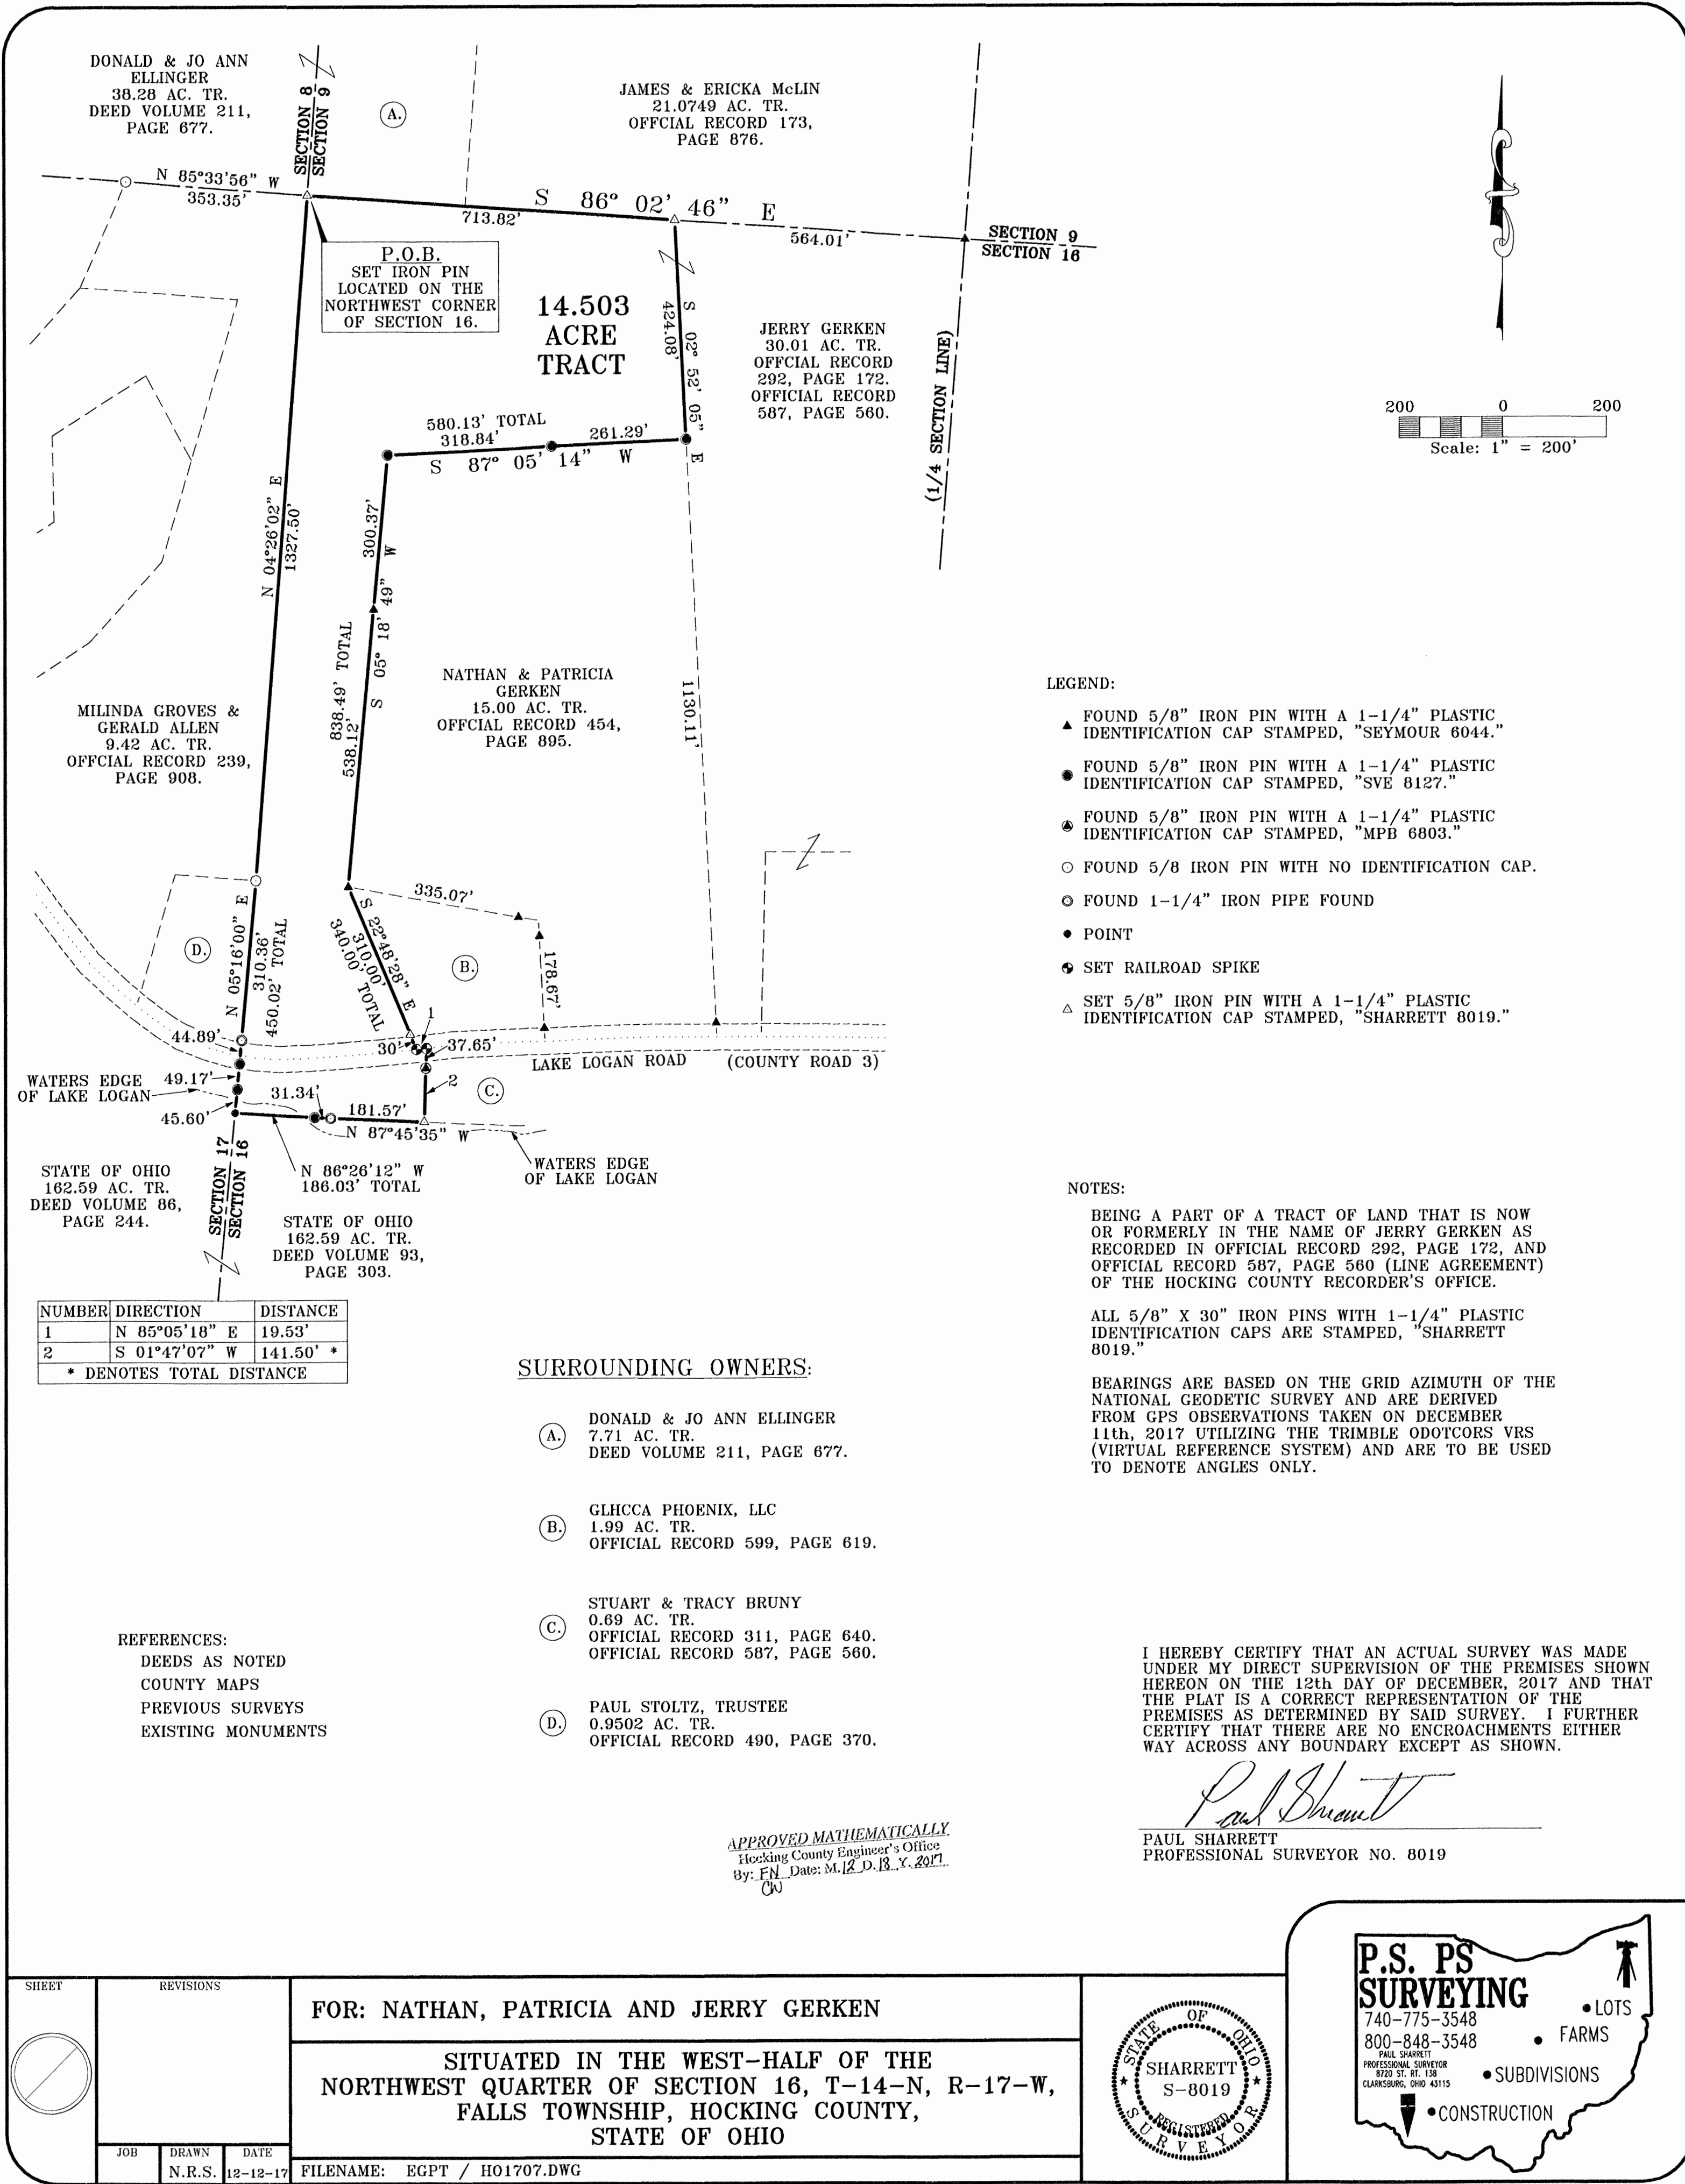 DONALD & JO ANN
ELLINGER
38.28 AC. TR.
DEED VOLUME 211,
PAGE 677.
SECTION 8
SECTION 9
A.
JAMES & ERICKA McLIN
21.0749 AC. TR.
OFFCIAL RECORD 173,
PAGE 876.
N 85°33'56" W
353.35'
S 86° 02' 46" E
713.82'
564.01'
SECTION 9
SECTION 16
P.O.B.
SET IRON PIN
LOCATED ON THE
NORTHWEST CORNER
OF SECTION 16.
14.503
ACRE
TRACT
S 02° 52' 05" E
424.08'
JERRY GERKEN
30.01 AC. TR.
OFFCIAL RECORD
292, PAGE 172.
OFFICIAL RECORD
587, PAGE 560.
(1/4 SECTION LINE)
200 0 200
Scale: 1" = 200'
580.13' TOTAL
318.84'
261.29'
S 87° 05' 14" W
N 04°26'02" E
1327.50'
300.37'
S 05° 18' 49" W
838.49' TOTAL
538.12'
NATHAN & PATRICIA
GERKEN
15.00 AC. TR.
OFFCIAL RECORD 454,
PAGE 895.
1130.11'
MILINDA GROVES &
GERALD ALLEN
9.42 AC. TR.
OFFCIAL RECORD 239,
PAGE 908.
LEGEND:
FOUND 5/8" IRON PIN WITH A 1-1/4" PLASTIC
IDENTIFICATION CAP STAMPED, "SEYMOUR 6044."
FOUND 5/8" IRON PIN WITH A 1-1/4" PLASTIC
IDENTIFICATION CAP STAMPED, "SVE 8127."
FOUND 5/8" IRON PIN WITH A 1-1/4" PLASTIC
IDENTIFICATION CAP STAMPED, "MPB 6803."
FOUND 5/8 IRON PIN WITH NO IDENTIFICATION CAP.
FOUND 1-1/4" IRON PIPE FOUND
POINT
SET RAILROAD SPIKE
SET 5/8" IRON PIN WITH A 1-1/4" PLASTIC
IDENTIFICATION CAP STAMPED, "SHARRETT 8019."
335.07'
D.
N 05°16'00" E
310.36'
450.02' TOTAL
S 22°48'28" E
310.00'
340.00' TOTAL
B.
178.67'
1
44.89'
30'
37.65'
LAKE LOGAN ROAD (COUNTY ROAD 3)
WATERS EDGE
OF LAKE LOGAN
49.17'
2
C.
31.34'
181.57'
45.60'
N 87°45'35" W
WATERS EDGE
OF LAKE LOGAN
SECTION 17
SECTION 16
N 86°26'12" W
186.03' TOTAL
STATE OF OHIO
162.59 AC. TR.
DEED VOLUME 86,
PAGE 244.
STATE OF OHIO
162.59 AC. TR.
DEED VOLUME 93,
PAGE 303.
NOTES:
BEING A PART OF A TRACT OF LAND THAT IS NOW
OR FORMERLY IN THE NAME OF JERRY GERKEN AS
RECORDED IN OFFICIAL RECORD 292, PAGE 172, AND
OFFICIAL RECORD 587, PAGE 560 (LINE AGREEMENT)
OF THE HOCKING COUNTY RECORDER'S OFFICE.
ALL 5/8" X 30" IRON PINS WITH 1-1/4" PLASTIC
IDENTIFICATION CAPS ARE STAMPED, "SHARRETT
8019."
BEARINGS ARE BASED ON THE GRID AZIMUTH OF THE
NATIONAL GEODETIC SURVEY AND ARE DERIVED
FROM GPS OBSERVATIONS TAKEN ON DECEMBER
11th, 2017 UTILIZING THE TRIMBLE ODOTCORS VRS
(VIRTUAL REFERENCE SYSTEM) AND ARE TO BE USED
TO DENOTE ANGLES ONLY.
NUMBER DIRECTION DISTANCE
1 N 85°05'18" E 19.53'
2 S 01°47'07" W 141.50' *
* DENOTES TOTAL DISTANCE
SURROUNDING OWNERS:
A.
DONALD & JO ANN ELLINGER
7.71 AC. TR.
DEED VOLUME 211, PAGE 677.
B.
GLHCCA PHOENIX, LLC
1.99 AC. TR.
OFFICIAL RECORD 599, PAGE 619.
C.
STUART & TRACY BRUNY
0.69 AC. TR.
OFFICIAL RECORD 311, PAGE 640.
OFFICIAL RECORD 587, PAGE 560.
D.
PAUL STOLTZ, TRUSTEE
0.9502 AC. TR.
OFFICIAL RECORD 490, PAGE 370.
REFERENCES:
DEEDS AS NOTED
COUNTY MAPS
PREVIOUS SURVEYS
EXISTING MONUMENTS
I HEREBY CERTIFY THAT AN ACTUAL SURVEY WAS MADE
UNDER MY DIRECT SUPERVISION OF THE PREMISES SHOWN
HEREON ON THE 12th DAY OF DECEMBER, 2017 AND THAT
THE PLAT IS A CORRECT REPRESENTATION OF THE
PREMISES AS DETERMINED BY SAID SURVEY. I FURTHER
CERTIFY THAT THERE ARE NO ENCROACHMENTS EITHER
WAY ACROSS ANY BOUNDARY EXCEPT AS SHOWN.
Paul Sharrett
PAUL SHARRETT
PROFESSIONAL SURVEYOR NO. 8019
APPROVED MATHEMATICALLY
Hocking County Engineer's Office
By: FN Date: M.12 D.18 Y.2017
CW
SHEET
REVISIONS
JOB
DRAWN
N.R.S.
DATE
12-12-17
FOR: NATHAN, PATRICIA AND JERRY GERKEN
SITUATED IN THE WEST-HALF OF THE
NORTHWEST QUARTER OF SECTION 16, T-14-N, R-17-W,
FALLS TOWNSHIP, HOCKING COUNTY,
STATE OF OHIO
FILENAME: EGPT / HO1707.DWG
STATE OF OHIO
SHARRETT
S-8019
REGISTERED
SURVEYOR
P.S. PS
SURVEYING
740-775-3548
800-848-3548
PAUL SHARRETT
PROFESSIONAL SURVEYOR
8720 ST. RT. 138
CLARKSBURG, OHIO 43115
LOTS
FARMS
SUBDIVISIONS
CONSTRUCTION